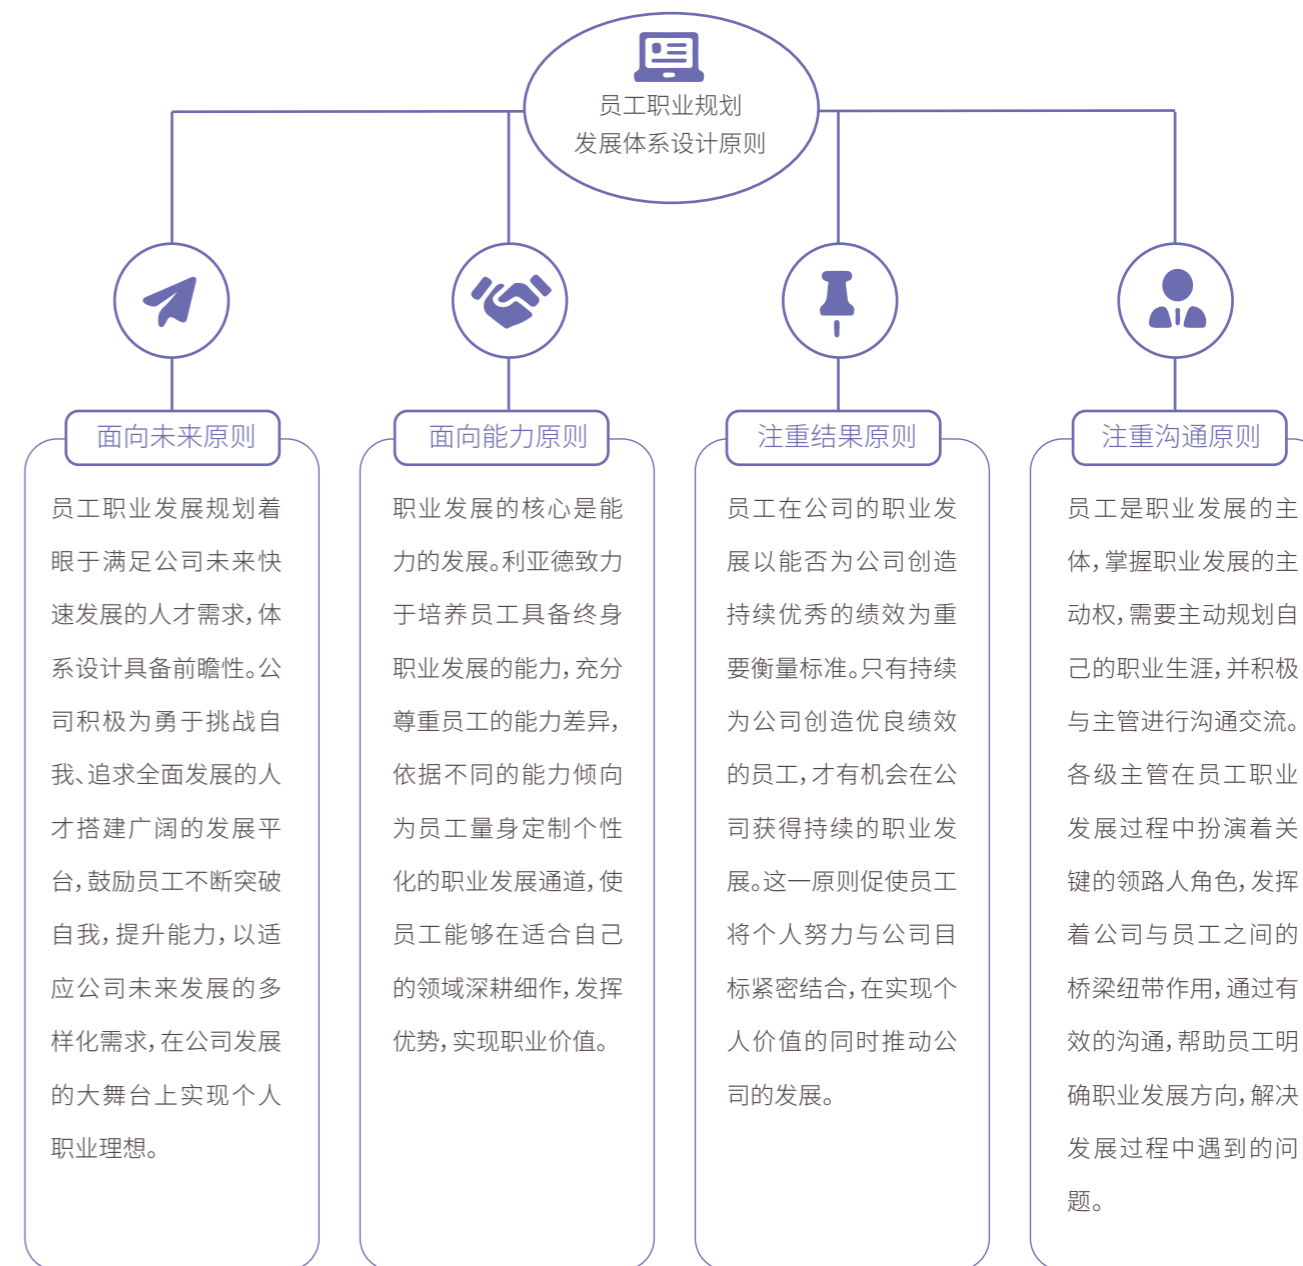 员工职业规划
发展体系设计原则
面向未来原则
员工职业发展规划着
眼于满足公司未来快
速发展的人才需求,体
系设计具备前瞻性。公
司积极为勇于挑战自
我、追求全面发展的人
才搭建广阔的发展平
台,鼓励员工不断突破
自我,提升能力,以适
应公司未来发展的多
样化需求,在公司发展
的大舞台上实现个人
职业理想。
面向能力原则
职业发展的核心是能
力的发展。利亚德致力
于培养员工具备终身
职业发展的能力,充分
尊重员工的能力差异,
依据不同的能力倾向
为员工量身定制个性
化的职业发展通道,使
员工能够在适合自己
的领域深耕细作,发挥
优势,实现职业价值。
注重结果原则
员工在公司的职业发
展以能否为公司创造
持续优秀的绩效为重
要衡量标准。只有持续
为公司创造优良绩效
的员工,才有机会在公
司获得持续的职业发
展。这一原则促使员工
将个人努力与公司目
标紧密结合,在实现个
人价值的同时推动公
司的发展。
注重沟通原则
员工是职业发展的主
体,掌握职业发展的主
动权,需要主动规划自
己的职业生涯,并积极
与主管进行沟通交流。
各级主管在员工职业
发展过程中扮演着关
键的领路人角色,发挥
着公司与员工之间的
桥梁纽带作用,通过有
效的沟通,帮助员工明
确职业发展方向,解决
发展过程中遇到的问
题。